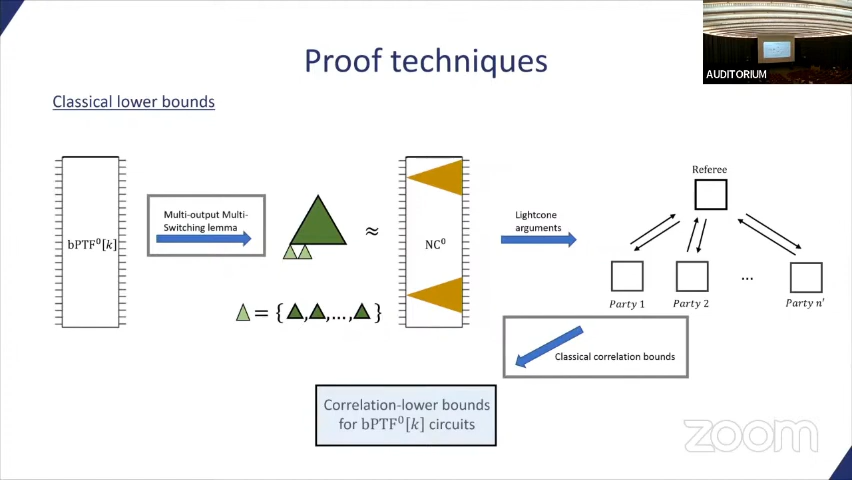 Proof techniques
AUDITORIUM
Classical lower bounds
bPTF⁰[k]
Multi-output Multi-
Switching lemma
≈
= { , ,..., }
NC⁰
Lightcone
arguments
Referee
...
Party 1
Party 2
Party n'
Classical correlation bounds
Correlation-lower bounds
for bPTF⁰[k] circuits
zoom